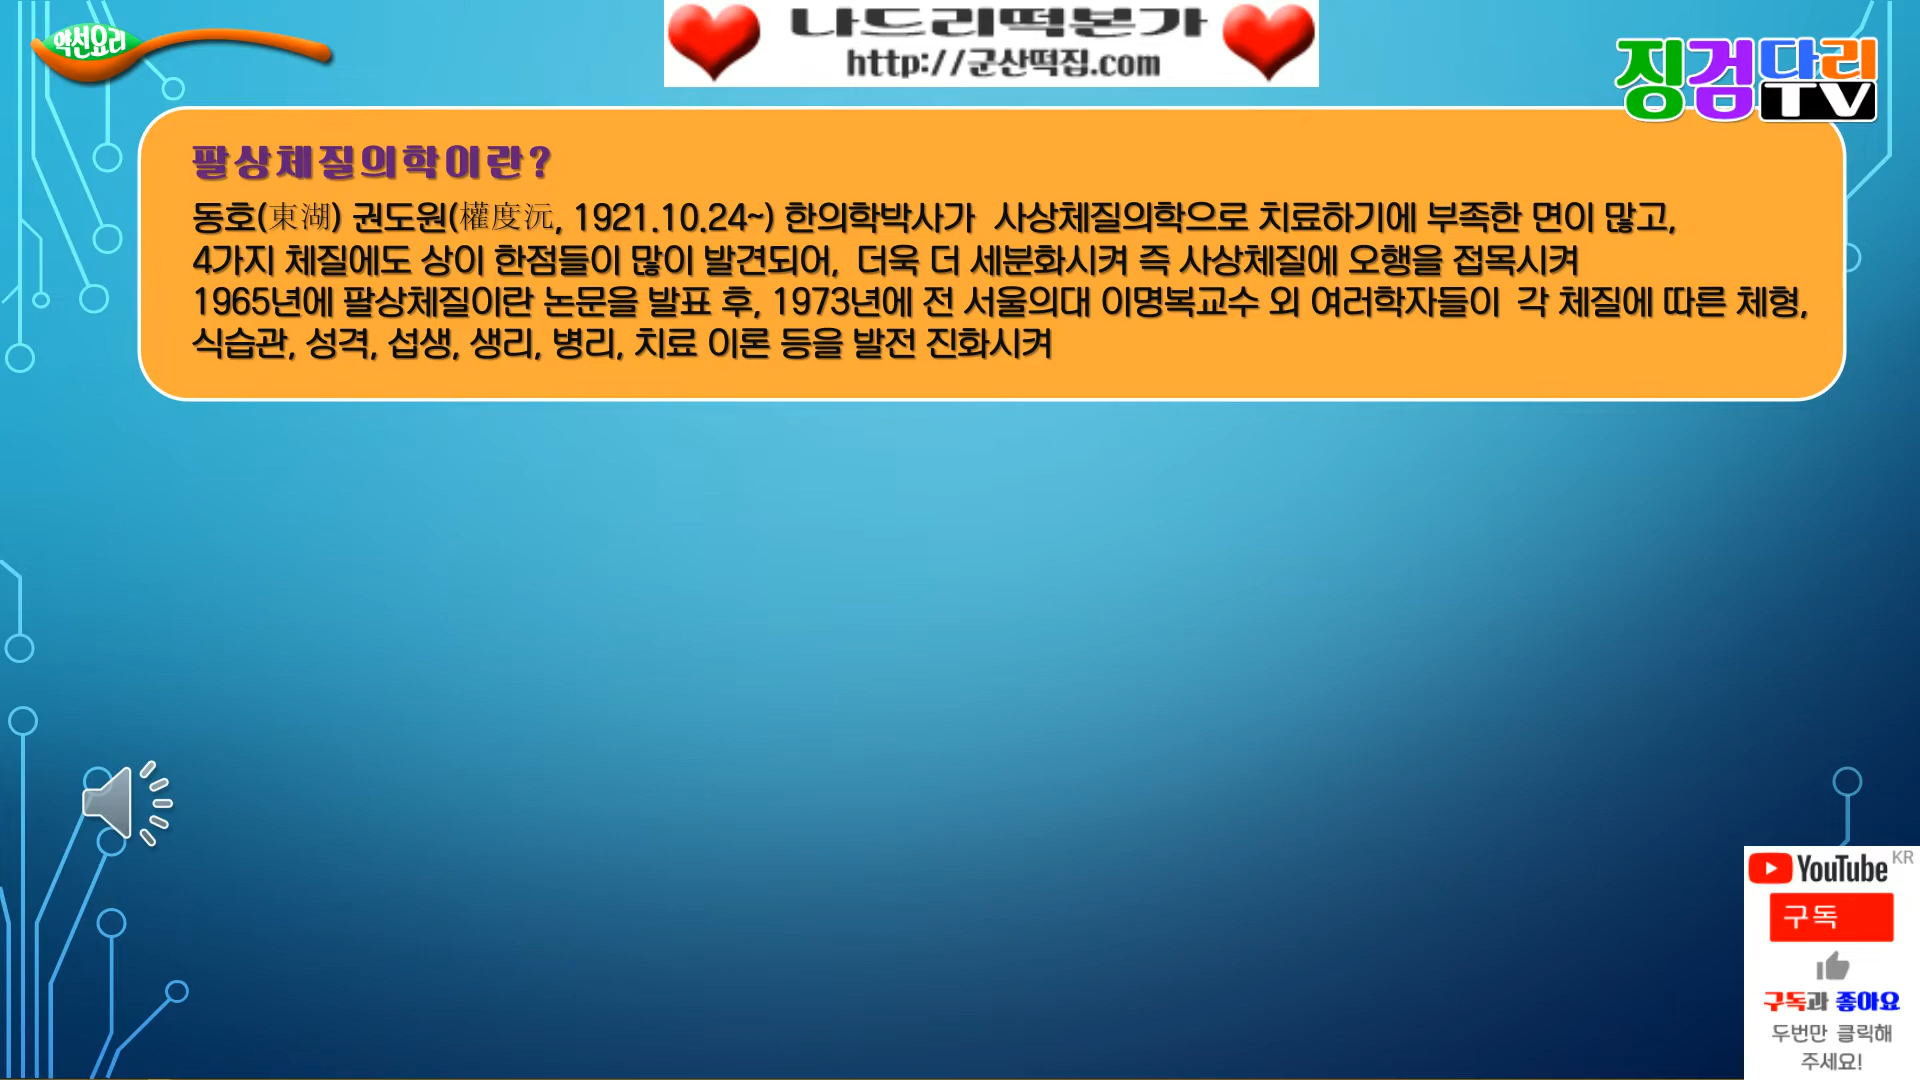 약선요리
나드리떡본가
http://군산떡집.com
징검다리
TV
팔상체질의학이란?
동호(東湖) 권도원(權度沅, 1921.10.24~) 한의학박사가 사상체질의학으로 치료하기에 부족한 면이 많고,
4가지 체질에도 상이 한점들이 많이 발견되어, 더욱 더 세분화시켜 즉 사상체질에 오행을 접목시켜
1965년에 팔상체질이란 논문을 발표 후, 1973년에 전 서울의대 이명복교수 외 여러학자들이 각 체질에 따른 체형,
식습관, 성격, 섭생, 생리, 병리, 치료 이론 등을 발전 진화시켜
YouTube KR
구독
구독과 좋아요
두번만 클릭해
주세요!